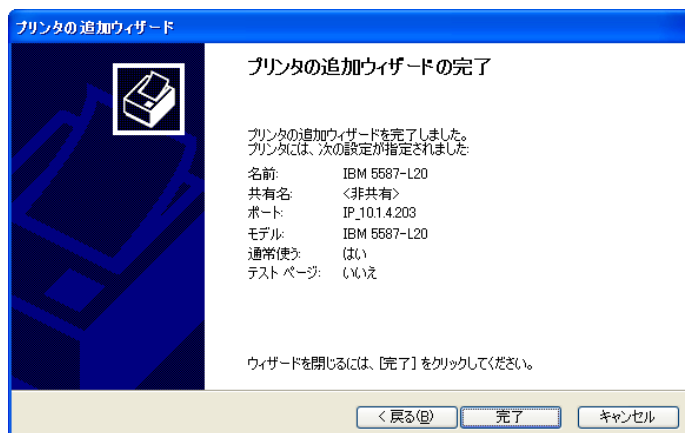 プリンタの追加ウィザード
プリンタの追加ウィザードの完了
プリンタの追加ウィザードを完了しました。
プリンタには、次の設定が指定されました:
名前: IBM 5587-L20
共有名: <非共有>
ポート: IP_10.1.4.203
モデル: IBM 5587-L20
通常使う: はい
テスト ページ: いいえ
ウィザードを閉じるには、[完了] をクリックしてください。
< 戻る(B) 完了 キャンセル